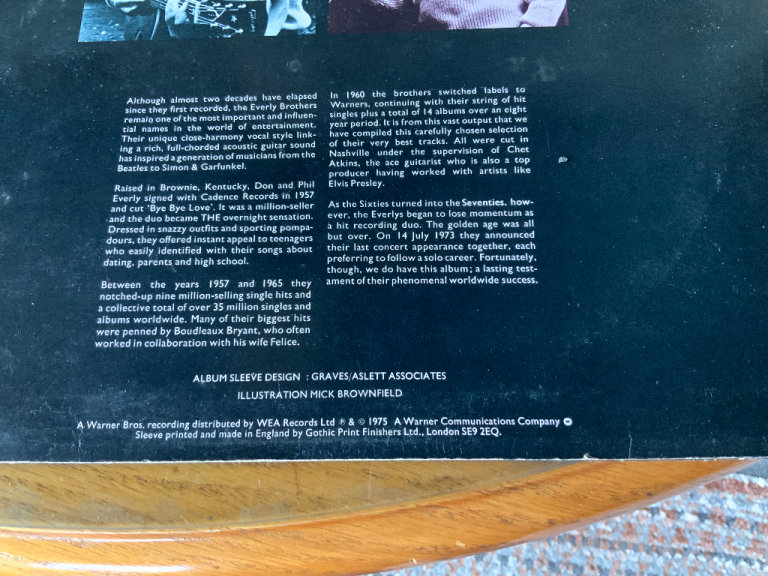 Although almost two decades have elapsed
since they first recorded, the Everly Brothers
remain one of the most important and influen-
tial names in the world of entertainment.
Their unique close-harmony vocal style link-
ing a rich, full-chorded acoustic guitar sound
has inspired a generation of musicians from the
Beatles to Simon & Garfunkel.
Raised in Brownie, Kentucky, Don and Phil
Everly signed with Cadence Records in 1957
and cut 'Bye Bye Love'. It was a million-seller
and the duo became THE overnight sensation.
Dressed in snazzy outfits and sporting pompa-
dours, they offered instant appeal to teenagers
who easily identified with their songs about
dating, parents and high school.
Between the years 1957 and 1965 they
notched-up nine million-selling single hits and
a collective total of over 35 million singles and
albums worldwide. Many of their biggest hits
were penned by Boudleaux Bryant, who often
worked in collaboration with his wife Felice.
In 1960 the brothers switched labels to
Warners, continuing with their string of hit
singles plus a total of 14 albums over an eight
year period. It is from this vast output that we
have compiled this carefully chosen selection
of their very best tracks. All were cut in
Nashville under the supervision of Chet
Atkins, the ace guitarist who is also a top
producer having worked with artists like
Elvis Presley.
As the Sixties turned into the Seventies, how-
ever, the Everlys began to lose momentum as
a hit recording duo. The golden age was all
but over. On 14 July 1973 they announced
their last concert appearance together, each
preferring to follow a solo career. Fortunately,
though, we do have this album; a lasting test-
ament of their phenomenal worldwide success.
ALBUM SLEEVE DESIGN : GRAVES/ASLETT ASSOCIATES
ILLUSTRATION MICK BROWNFIELD
A Warner Bros. recording distributed by WEA Records Ltd ℗ & © 1975 A Warner Communications Company
Sleeve printed and made in England by Gothic Print Finishers Ltd., London SE9 2EQ.